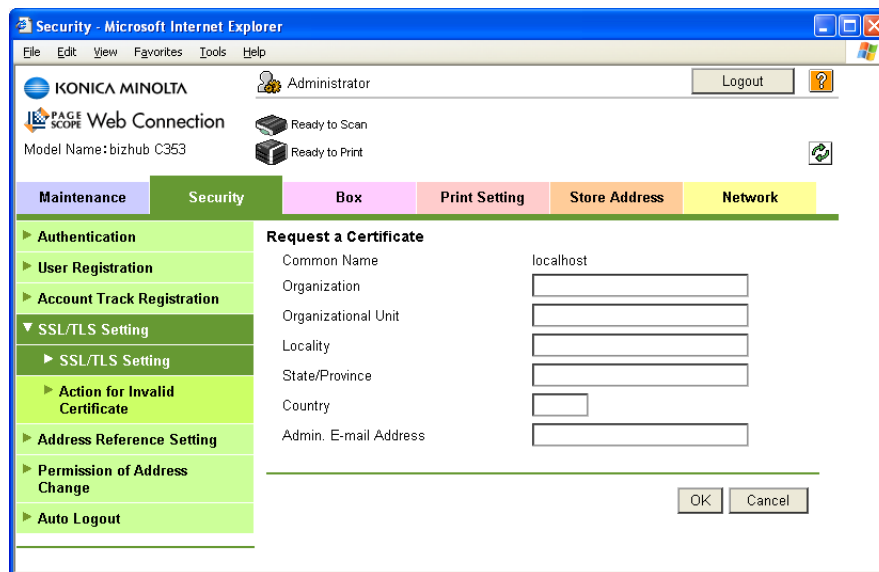 Security - Microsoft Internet Explorer
File Edit View Favorites Tools Help
KONICA MINOLTA
Administrator
Logout
?
PAGE SCOPE Web Connection
Ready to Scan
Model Name:bizhub C353
Ready to Print
Maintenance Security Box Print Setting Store Address Network
Authentication
User Registration
Account Track Registration
SSL/TLS Setting
SSL/TLS Setting
Action for Invalid
Certificate
Address Reference Setting
Permission of Address
Change
Auto Logout
Request a Certificate
Common Name localhost
Organization
Organizational Unit
Locality
State/Province
Country
Admin. E-mail Address
OK Cancel